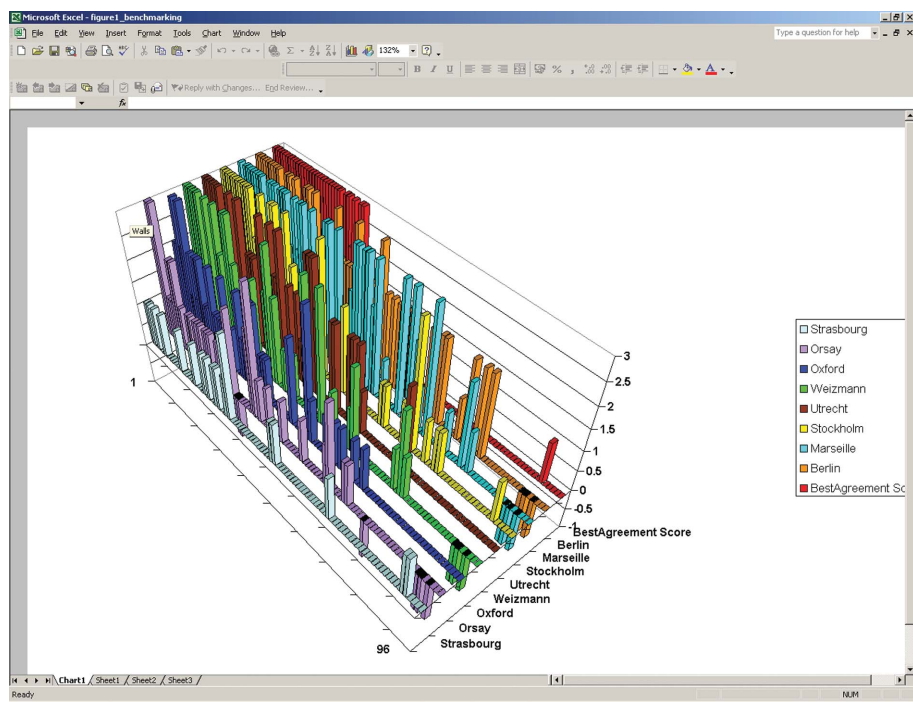 Microsoft Excel - figure1_benchmarking
File Edit View Insert Format Tools Chart Window Help
Type a question for help
132%
B I U
Reply with Changes... End Review...
fx
Walls
1
96
3
2.5
2
1.5
1
0.5
0
-0.5
-1
BestAgreement Score
Berlin
Marseille
Stockholm
Utrecht
Weizmann
Oxford
Orsay
Strasbourg
Strasbourg
Orsay
Oxford
Weizmann
Utrecht
Stockholm
Marseille
Berlin
BestAgreement Sc
Chart1 / Sheet1 / Sheet2 / Sheet3 /
Ready
NUM